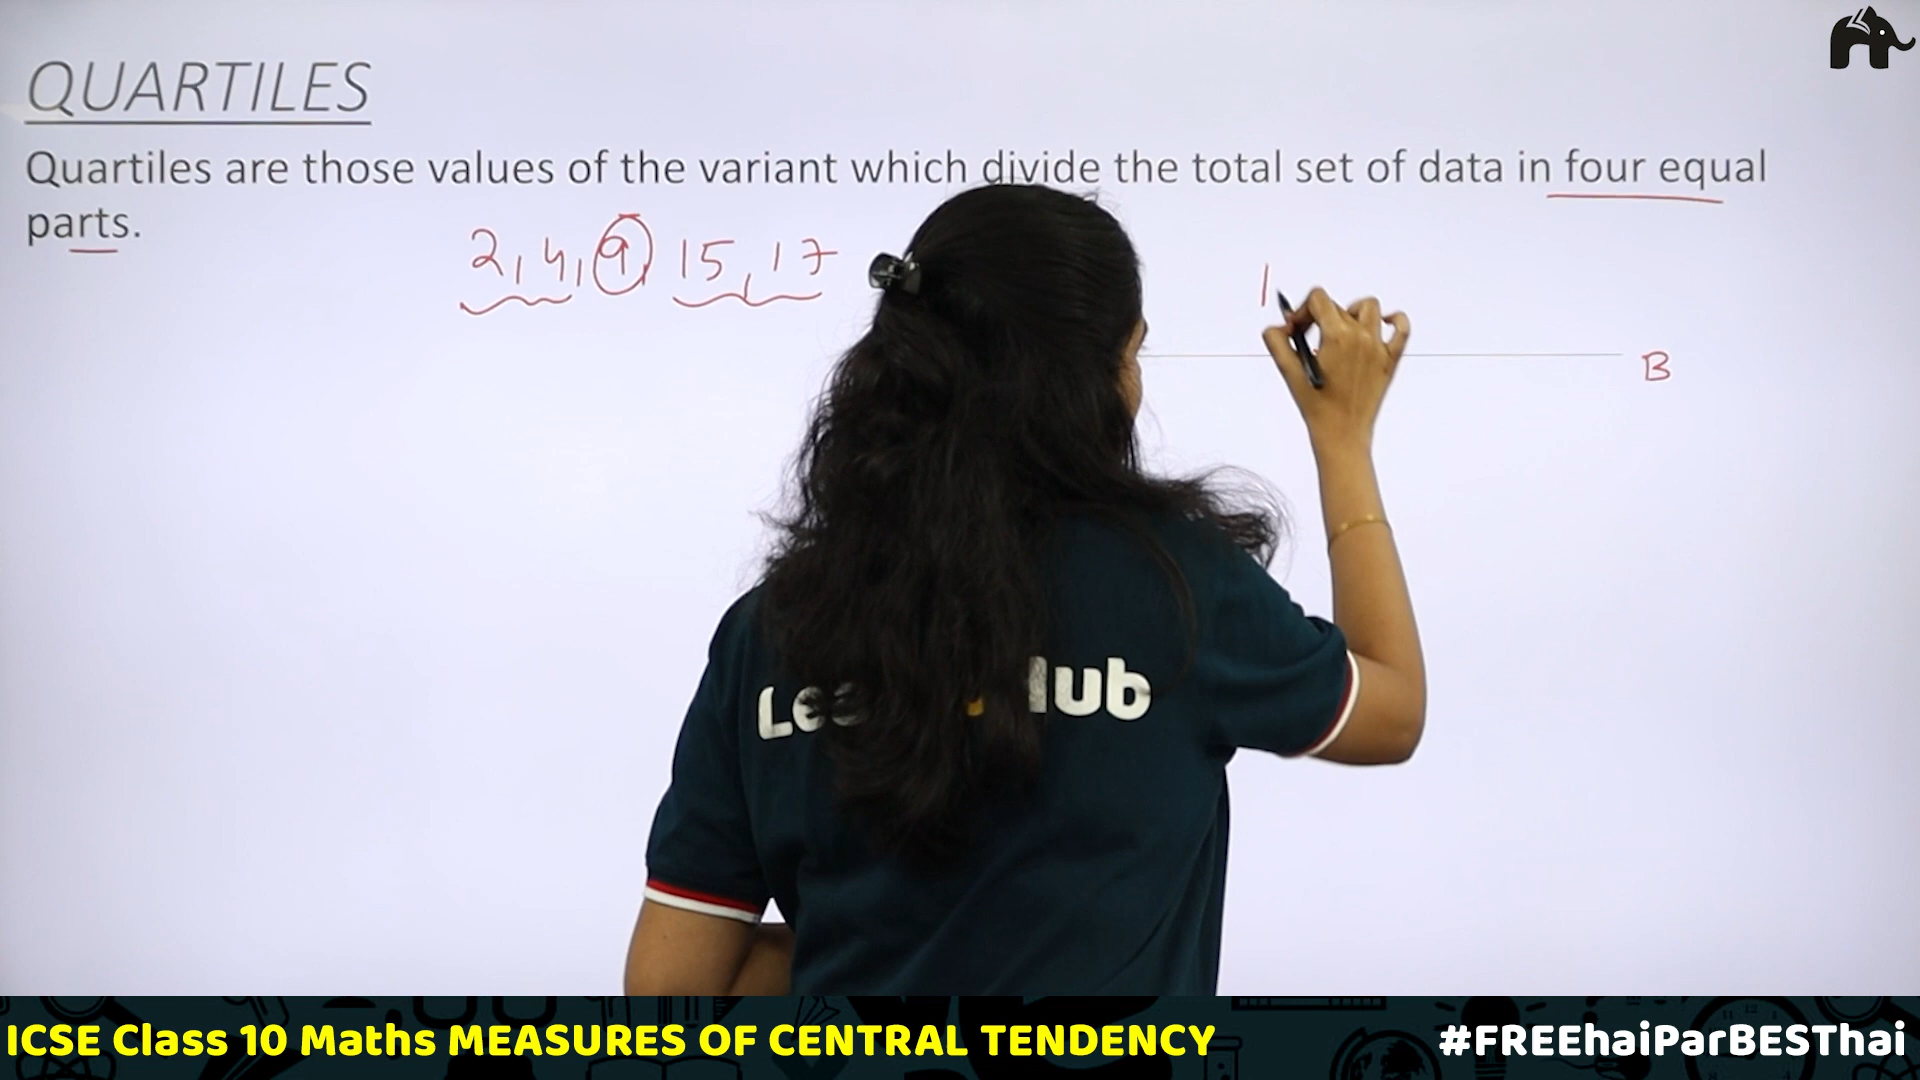 QUARTILES
Quartiles are those values of the variant which divide the total set of data in four equal
parts.
2, 4, 9, 15, 17
B
Hub
ICSE Class 10 Maths MEASURES OF CENTRAL TENDENCY
#FREEhaiParBESThai